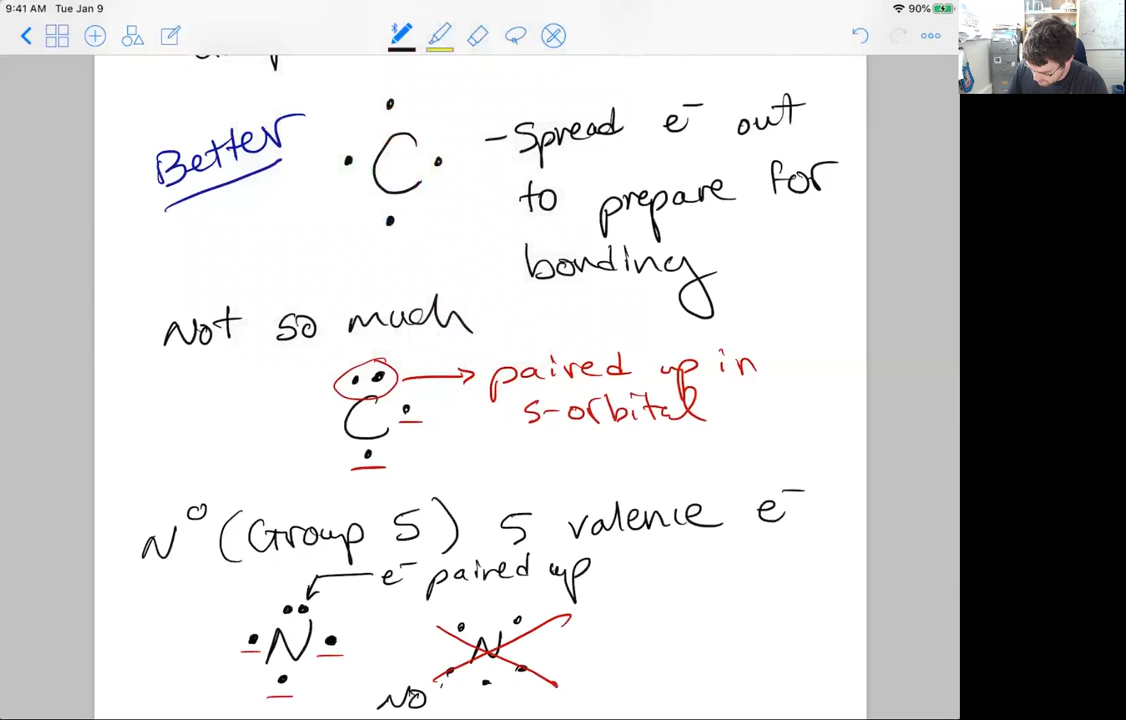 9:41 AM Tue Jan 9
90%
Better
C
- Spread e⁻ out
to prepare for
bonding
Not so much
C
paired up in
s-orbital
N⁰ (Group 5) 5 valence e⁻
e⁻ paired up
N
N
NO